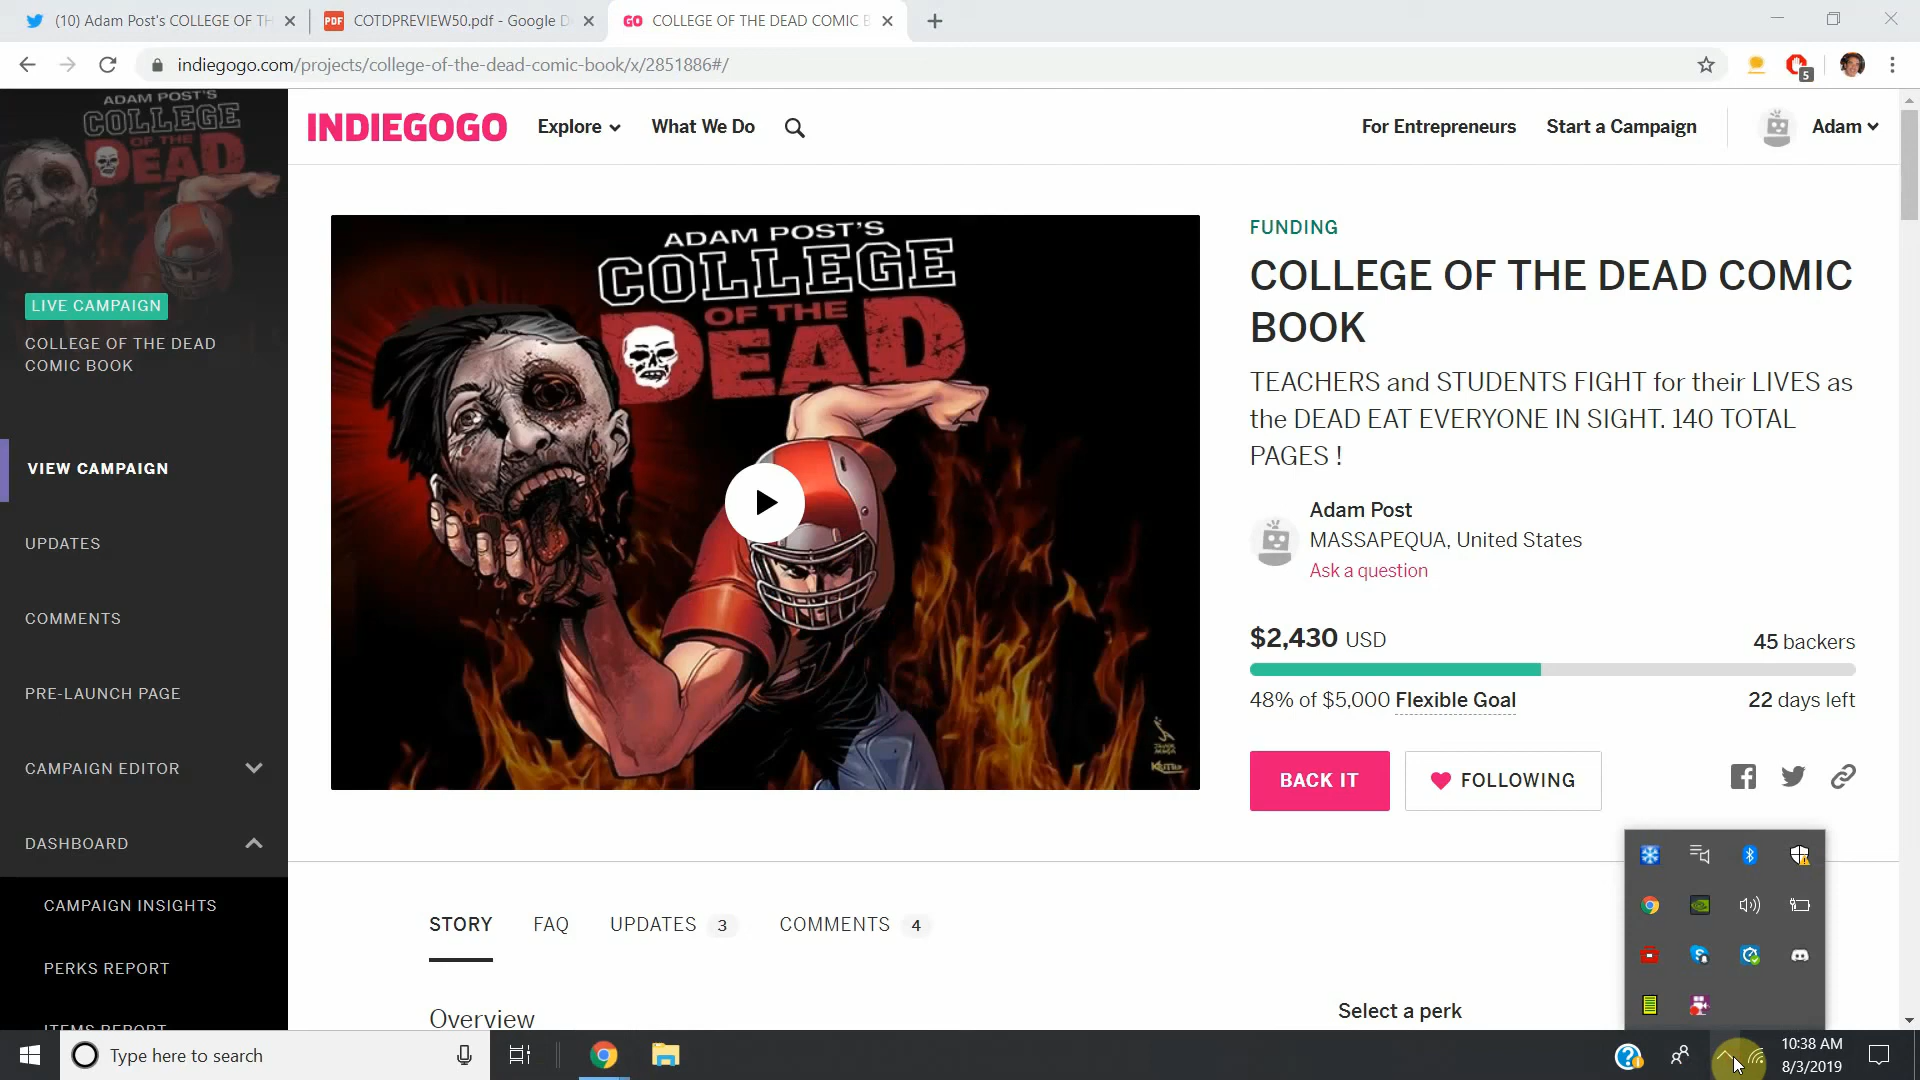 (10) Adam Post's COLLEGE OF TH
COTDPREVIEW50.pdf - Google D
COLLEGE OF THE DEAD COMIC B
indiegogo.com/projects/college-of-the-dead-comic-book/x/2851886#/
5
ADAM POST'S
COLLEGE
OF THE
DEAD
LIVE CAMPAIGN
COLLEGE OF THE DEAD
COMIC BOOK
VIEW CAMPAIGN
UPDATES
COMMENTS
PRE-LAUNCH PAGE
CAMPAIGN EDITOR
DASHBOARD
CAMPAIGN INSIGHTS
PERKS REPORT
ITEMS REPORT
INDIEGOGO
Explore
What We Do
For Entrepreneurs
Start a Campaign
Adam
ADAM POST'S
COLLEGE
OF THE
DEAD
FUNDING
COLLEGE OF THE DEAD COMIC
BOOK
TEACHERS and STUDENTS FIGHT for their LIVES as
the DEAD EAT EVERYONE IN SIGHT. 140 TOTAL
PAGES !
Adam Post
MASSAPEQUA, United States
Ask a question
$2,430 USD
45 backers
48% of $5,000 Flexible Goal
22 days left
BACK IT
FOLLOWING
STORY
FAQ
UPDATES 3
COMMENTS 4
Overview
Select a perk
Type here to search
10:38 AM
8/3/2019